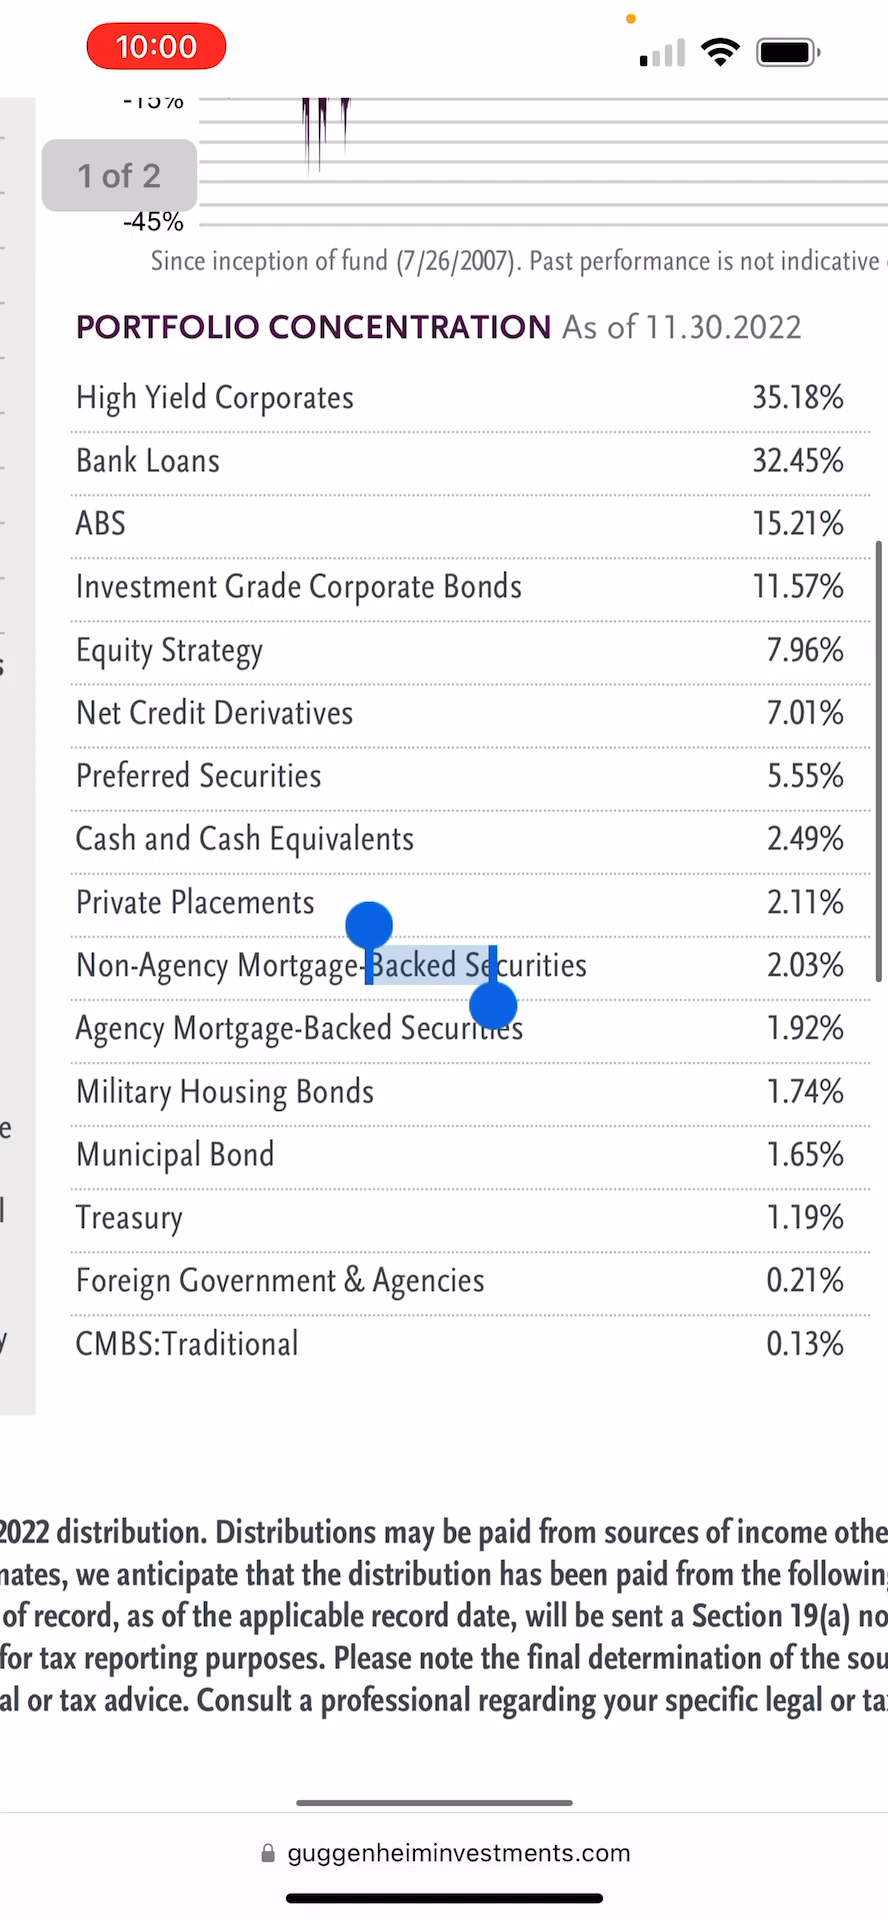 10:00
-15%
1 of 2
-45%
Since inception of fund (7/26/2007). Past performance is not indicative
PORTFOLIO CONCENTRATION As of 11.30.2022
High Yield Corporates 35.18%
Bank Loans 32.45%
ABS 15.21%
Investment Grade Corporate Bonds 11.57%
Equity Strategy 7.96%
Net Credit Derivatives 7.01%
Preferred Securities 5.55%
Cash and Cash Equivalents 2.49%
Private Placements 2.11%
Non-Agency Mortgage-Backed Securities 2.03%
Agency Mortgage-Backed Securities 1.92%
Military Housing Bonds 1.74%
Municipal Bond 1.65%
Treasury 1.19%
Foreign Government & Agencies 0.21%
CMBS:Traditional 0.13%
2022 distribution. Distributions may be paid from sources of income othe
mates, we anticipate that the distribution has been paid from the following
of record, as of the applicable record date, will be sent a Section 19(a) no
for tax reporting purposes. Please note the final determination of the sou
al or tax advice. Consult a professional regarding your specific legal or ta
guggenheiminvestments.com